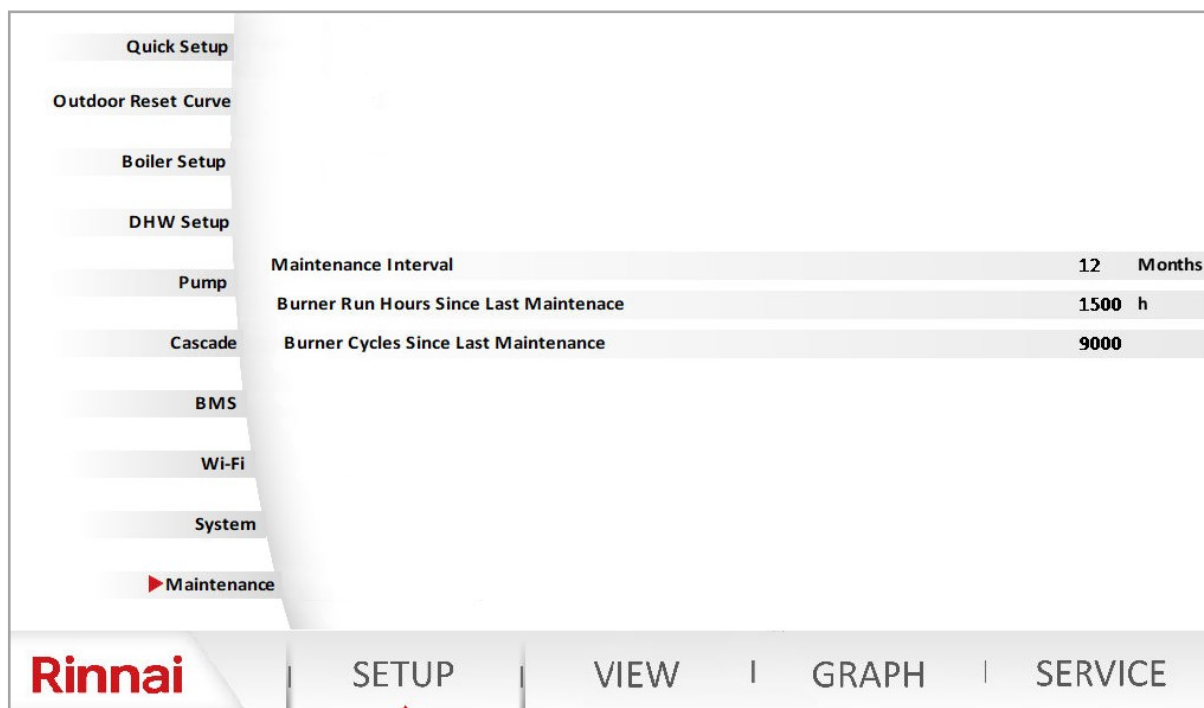 Quick Setup
Outdoor Reset Curve
Boiler Setup
DHW Setup
Pump
Cascade
BMS
Wi-Fi
System
Maintenance
Maintenance Interval 12 Months
Burner Run Hours Since Last Maintenace 1500 h
Burner Cycles Since Last Maintenance 9000
Rinnai | SETUP | VIEW | GRAPH | SERVICE